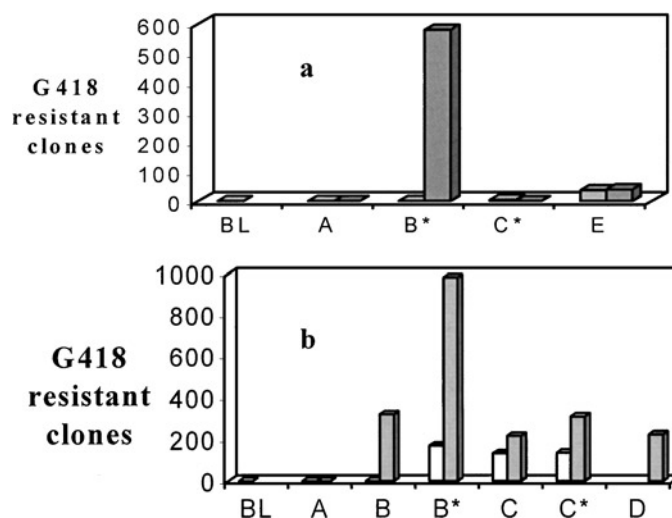 600
500
400
300
200
100
0
G418
resistant
clones
a
BL A B* C* E
1000
800
600
400
200
0
G418
resistant
clones
b
BL A B B* C C* D